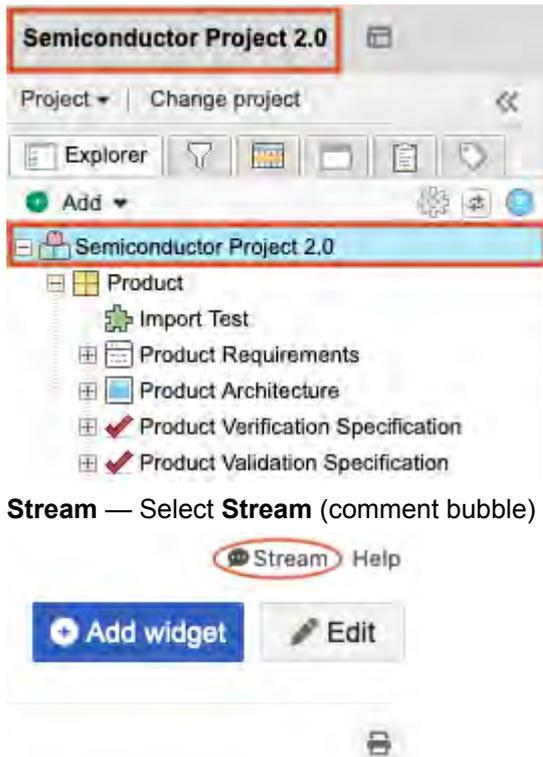 Semiconductor Project 2.0
Project | Change project
Explorer
Add
Semiconductor Project 2.0
Product
Import Test
Product Requirements
Product Architecture
Product Verification Specification
Product Validation Specification
Stream — Select Stream (comment bubble)
Stream Help
Add widget Edit